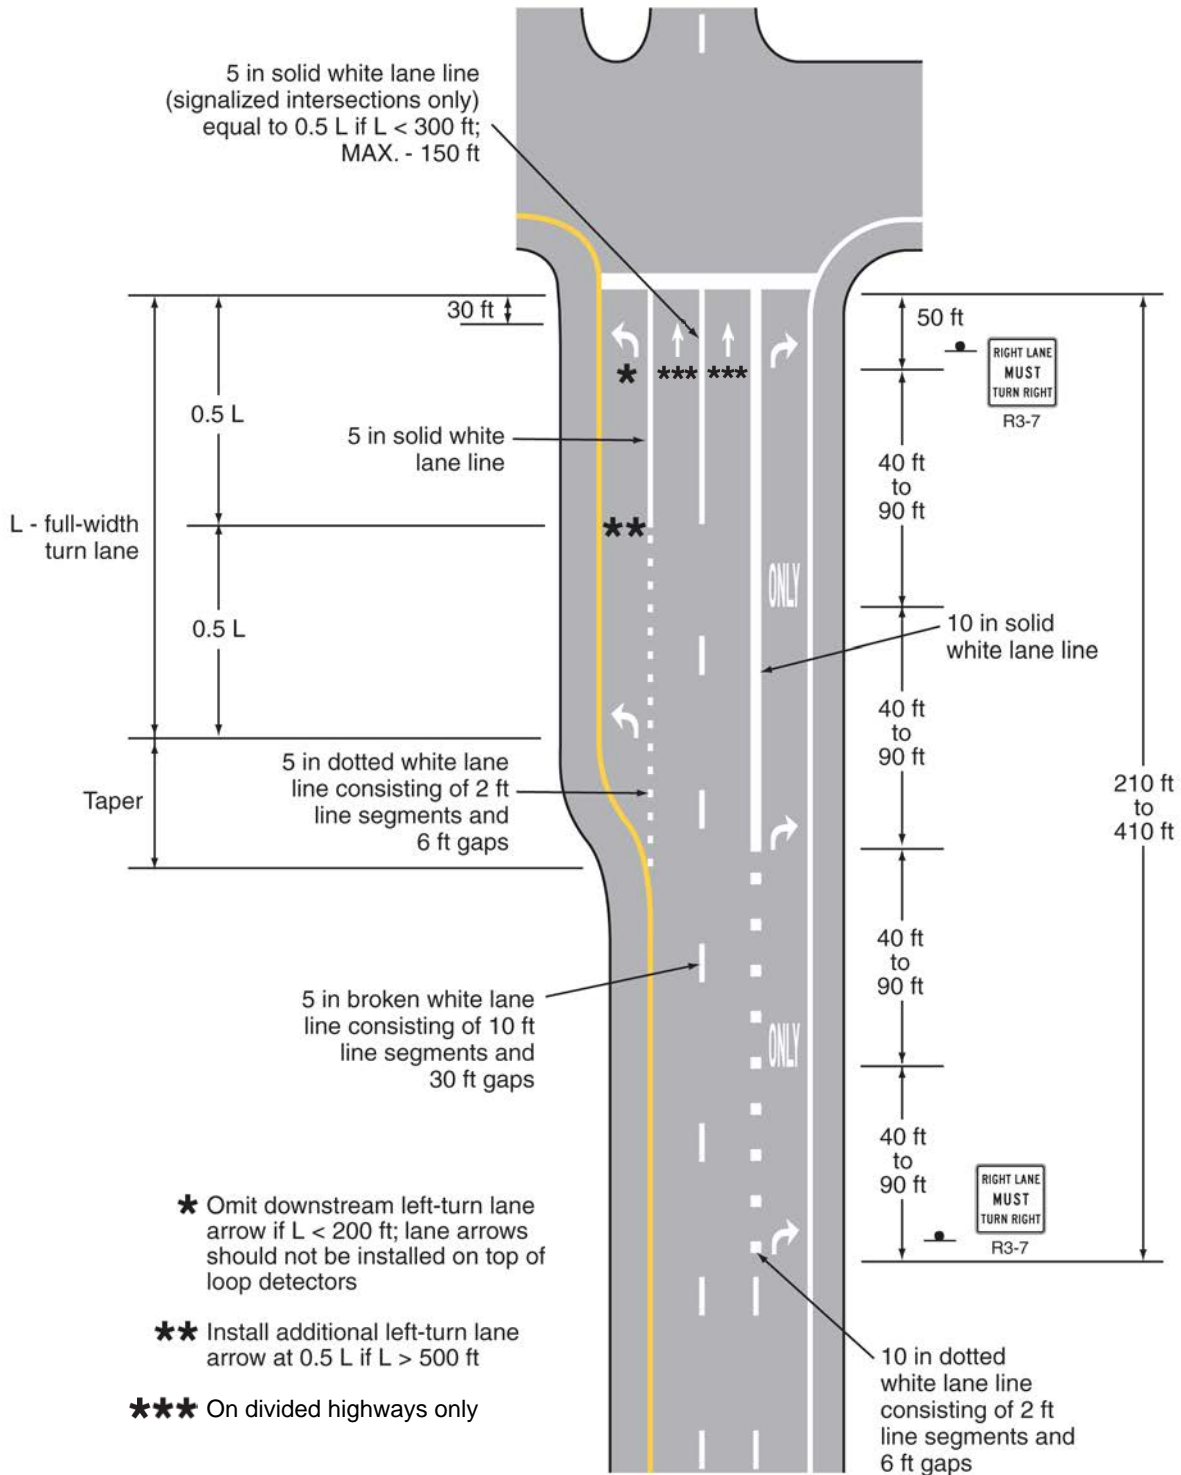 5 in solid white lane line
(signalized intersections only)
equal to 0.5 L if L < 300 ft;
MAX. - 150 ft
30 ft
50 ft
RIGHT LANE
MUST
TURN RIGHT
R3-7
*
***
***
0.5 L
5 in solid white
lane line
40 ft
to
90 ft
L - full-width
turn lane
**
ONLY
0.5 L
10 in solid
white lane line
40 ft
to
90 ft
Taper
5 in dotted white lane
line consisting of 2 ft
line segments and
6 ft gaps
210 ft
to
410 ft
40 ft
to
90 ft
5 in broken white lane
line consisting of 10 ft
line segments and
30 ft gaps
ONLY
40 ft
to
90 ft
RIGHT LANE
MUST
TURN RIGHT
R3-7
* Omit downstream left-turn lane
arrow if L < 200 ft; lane arrows
should not be installed on top of
loop detectors
** Install additional left-turn lane
arrow at 0.5 L if L > 500 ft
*** On divided highways only
10 in dotted
white lane line
consisting of 2 ft
line segments and
6 ft gaps